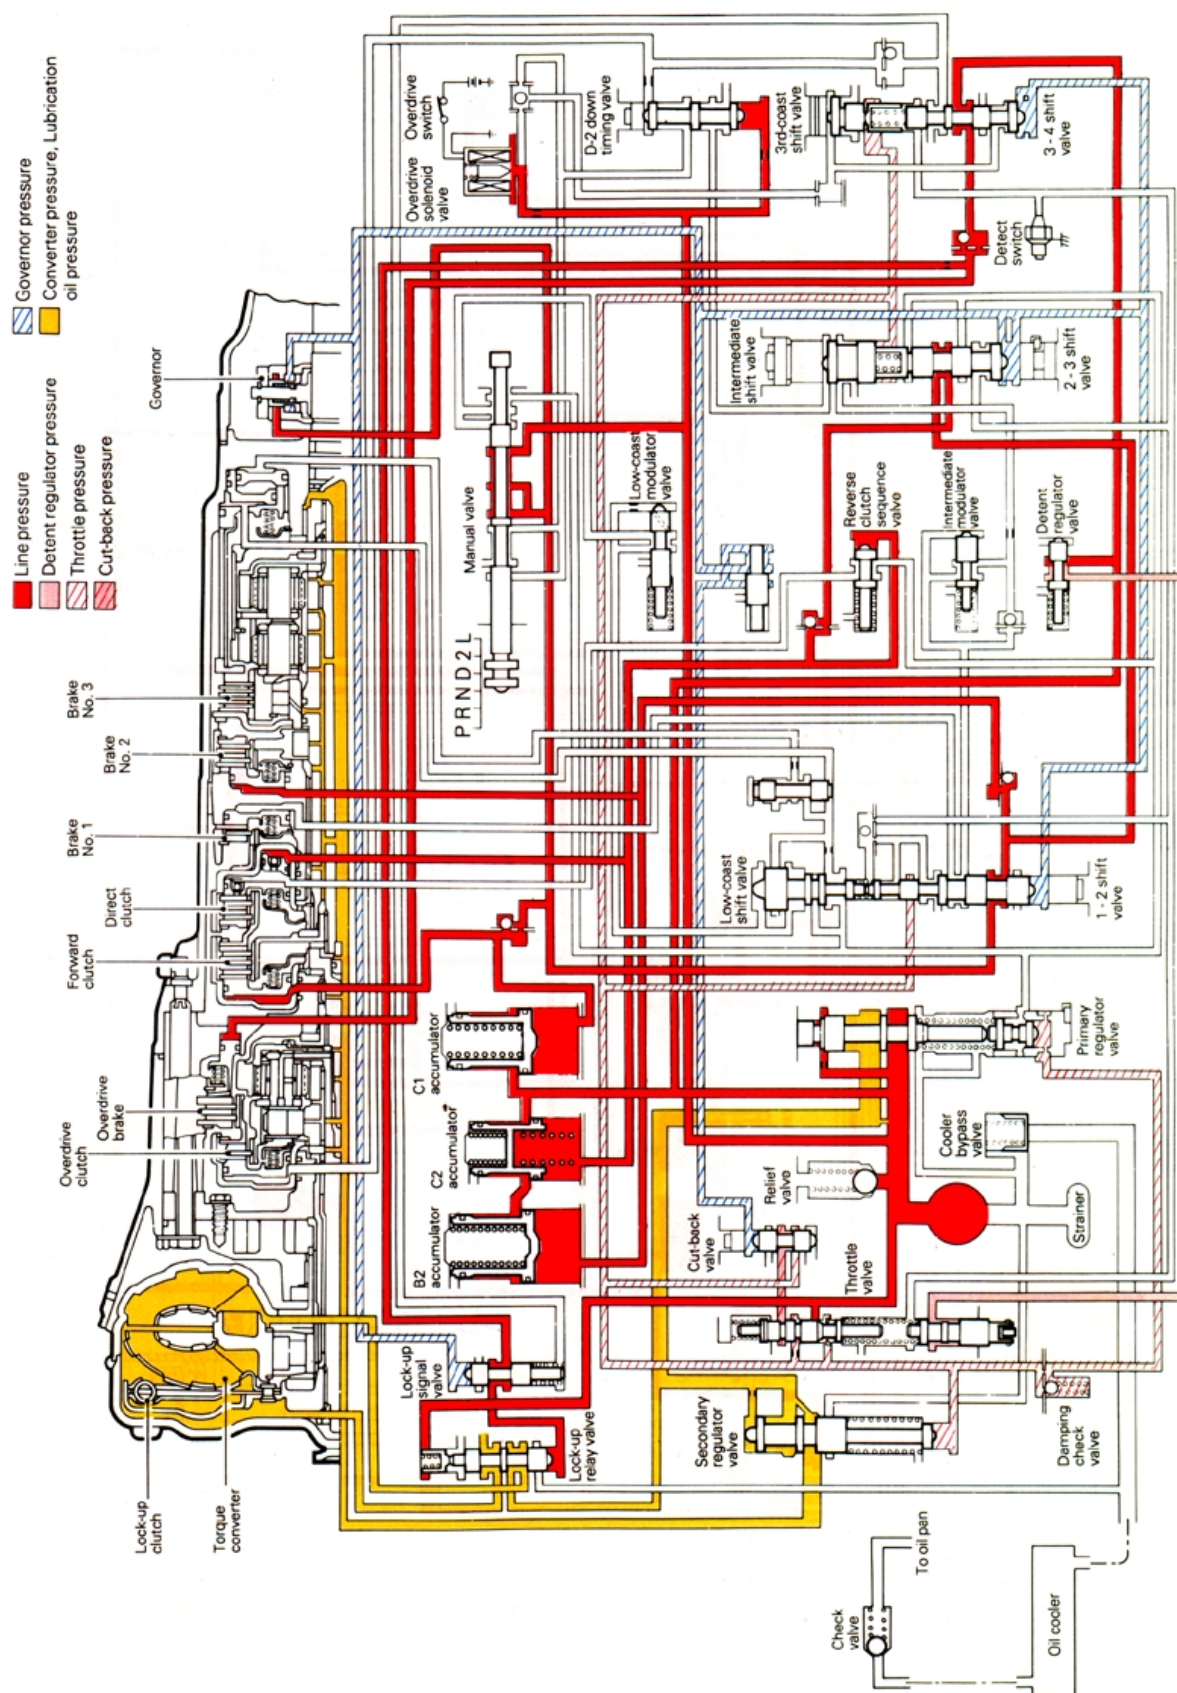 Line pressure
Detent regulator pressure
Throttle pressure
Cut-back pressure
Governor pressure
Converter pressure, Lubrication
oil pressure
Lock-up
clutch
Torque
converter
Overdrive
clutch
Overdrive
brake
Forward
clutch
Direct
clutch
Brake
No. 1
Brake
No. 2
Brake
No. 3
Governor
Lock-up
relay valve
Lock-up
signal
valve
B2
accumulator
C2
accumulator
C1
accumulator
P R N D 2 L
Manual valve
Overdrive
solenoid
valve
Overdrive
switch
D-2 down
timing valve
Low-coast
modulator
valve
Secondary
regulator
valve
Cut-back
valve
Relief
valve
Throttle
valve
Low-coast
shift valve
Reverse
clutch
sequence
valve
Intermediate
modulator
valve
Detent
regulator
valve
Intermediate
shift valve
3rd-coast
shift valve
Detect
switch
Check
valve
To oil pan
Oil cooler
Damping
check
valve
Strainer
Cooler
bypass
valve
Primary
regulator
valve
1 - 2 shift
valve
2 - 3 shift
valve
3 - 4 shift
valve